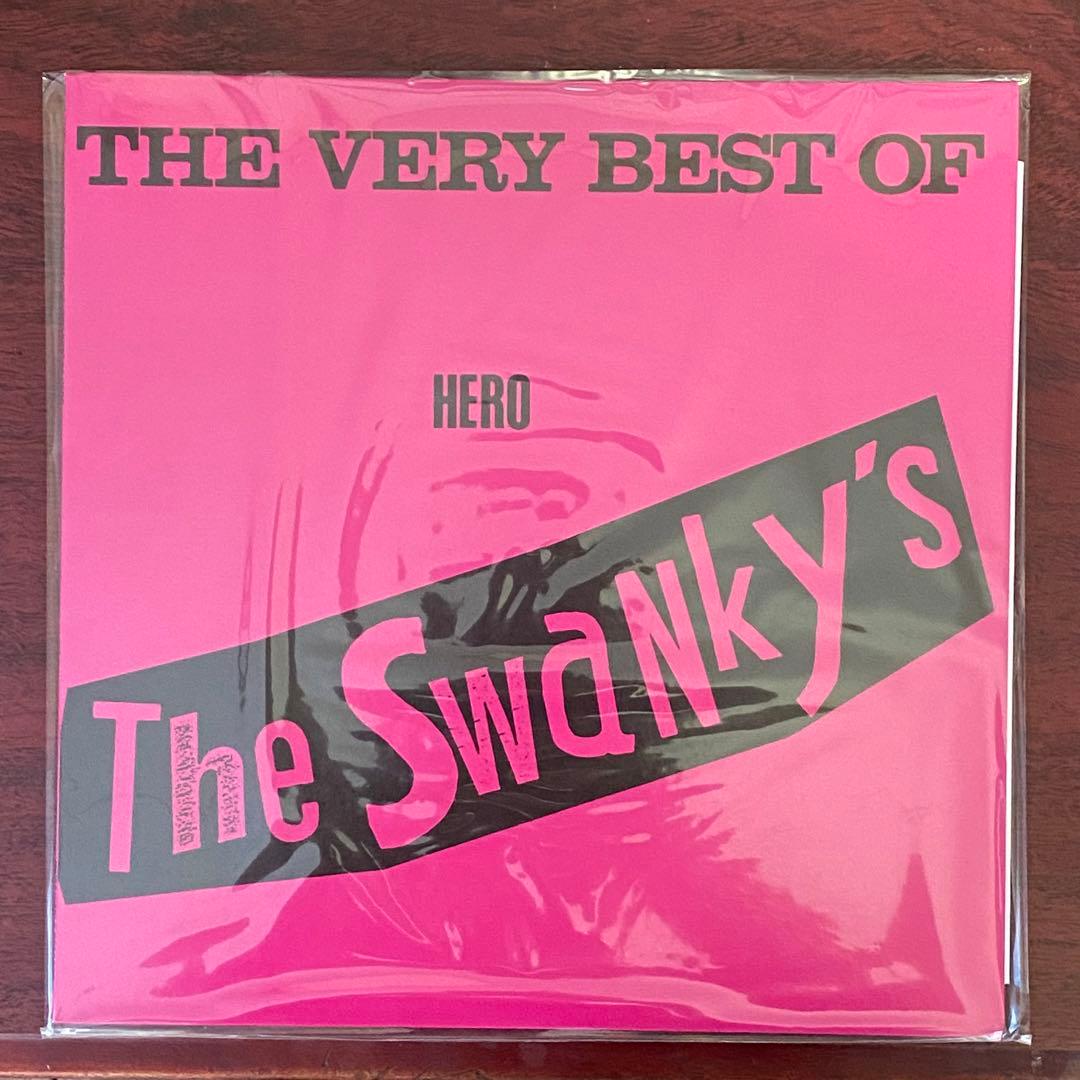 THE VERY BEST OF
HERO
The SwaNky's